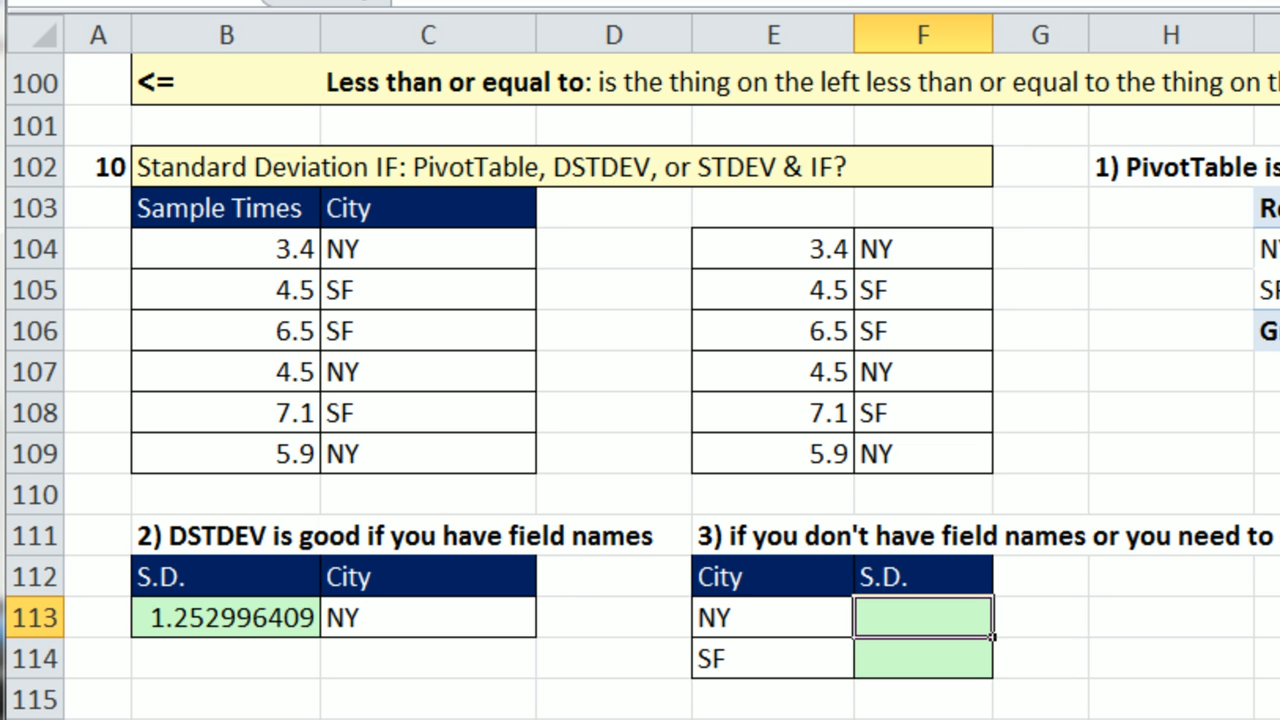 A B C D E F G H
100 <= Less than or equal to: is the thing on the left less than or equal to the thing on th
101
102 10 Standard Deviation IF: PivotTable, DSTDEV, or STDEV & IF? 1) PivotTable is
103 Sample Times City Re
104 3.4 NY 3.4 NY NY
105 4.5 SF 4.5 SF SF
106 6.5 SF 6.5 SF G
107 4.5 NY 4.5 NY
108 7.1 SF 7.1 SF
109 5.9 NY 5.9 NY
110
111 2) DSTDEV is good if you have field names 3) if you don't have field names or you need to
112 S.D. City City S.D.
113 1.252996409 NY NY
114 SF
115